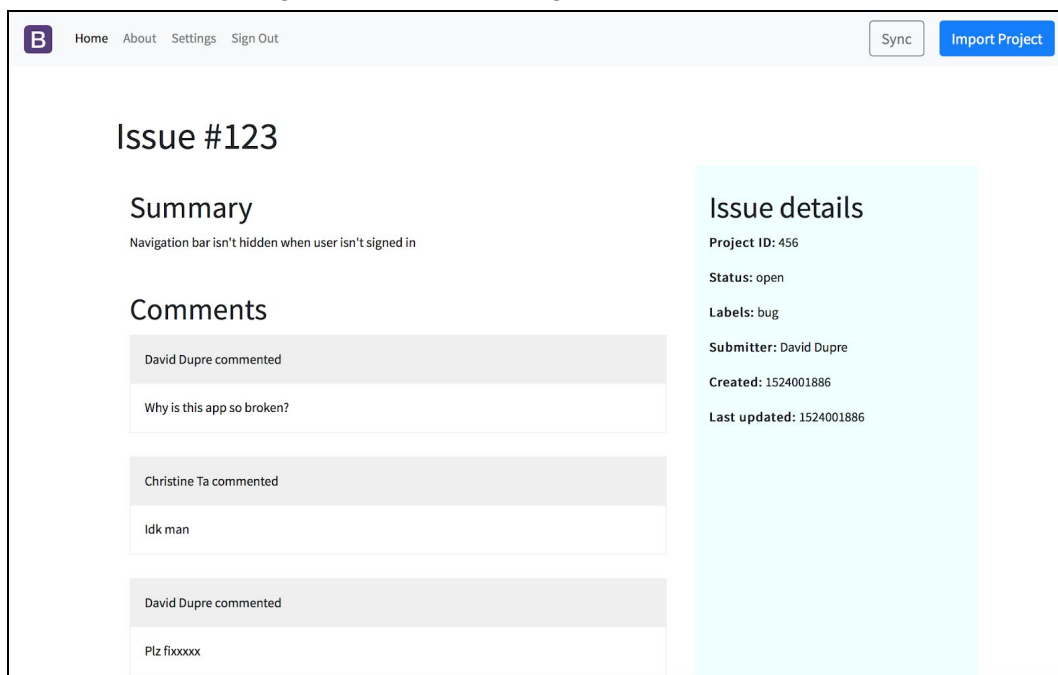 B Home About Settings Sign Out Sync Import Project
Issue #123
Summary
Navigation bar isn't hidden when user isn't signed in
Comments
David Dupre commented
Why is this app so broken?
Christine Ta commented
Idk man
David Dupre commented
Plz fixxxxx
Issue details
Project ID: 456
Status: open
Labels: bug
Submitter: David Dupre
Created: 1524001886
Last updated: 1524001886